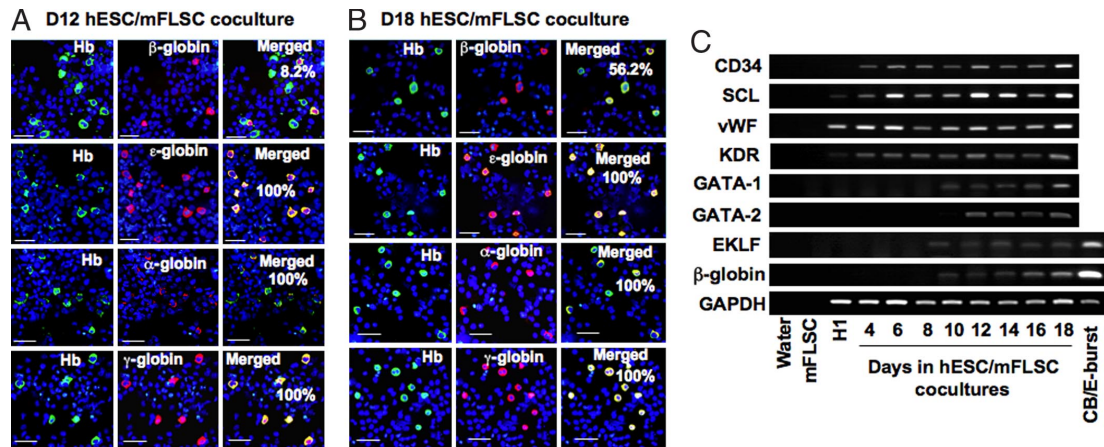 A D12 hESC/mFLSC coculture
Hb β-globin Merged
8.2%
Hb ε-globin Merged
100%
Hb α-globin Merged
100%
Hb γ-globin Merged
100%
B D18 hESC/mFLSC coculture
Hb β-globin Merged
56.2%
Hb ε-globin Merged
100%
Hb α-globin Merged
100%
Hb γ-globin Merged
100%
C
CD34
SCL
vWF
KDR
GATA-1
GATA-2
EKLF
β-globin
GAPDH
Water
mFLSC
H1
4 6 8 10 12 14 16 18
Days in hESC/mFLSC
cocultures
CB/E-burst